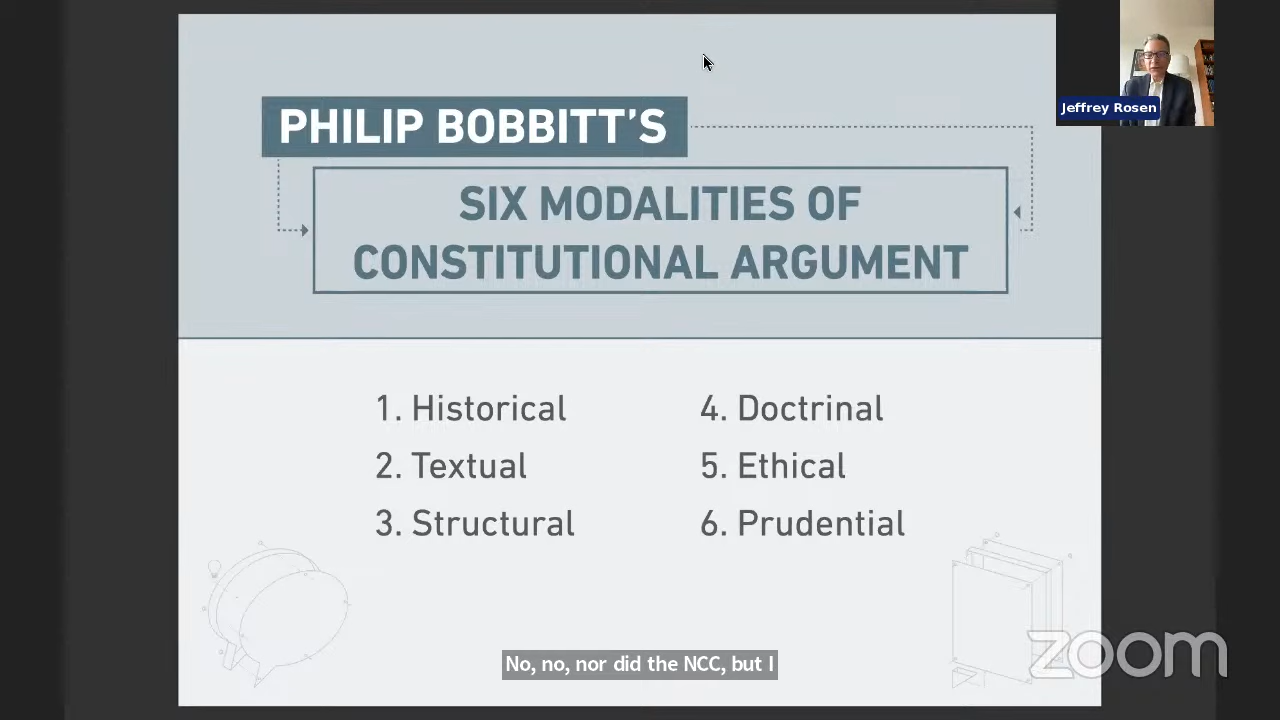 Jeffrey Rosen
PHILIP BOBBITT’S
SIX MODALITIES OF
CONSTITUTIONAL ARGUMENT
1. Historical
2. Textual
3. Structural
4. Doctrinal
5. Ethical
6. Prudential
No, no, nor did the NCC, but I
zoom